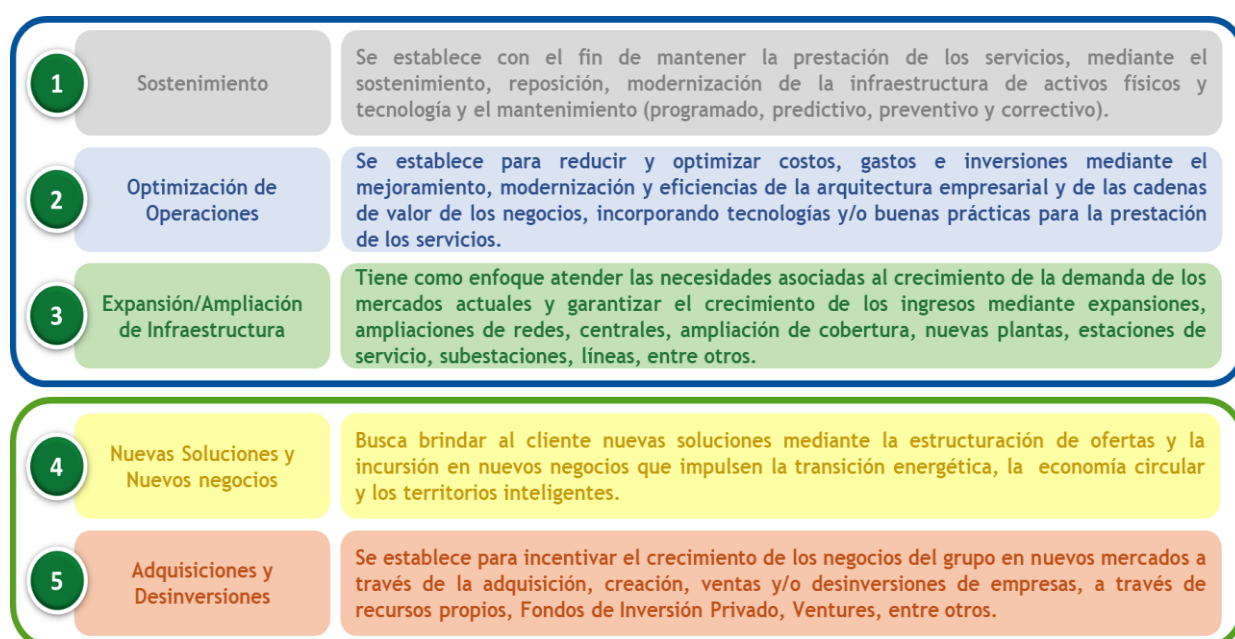 1
Sostenimiento
Se establece con el fin de mantener la prestación de los servicios, mediante el
sostenimiento, reposición, modernización de la infraestructura de activos físicos y
tecnología y el mantenimiento (programado, predictivo, preventivo y correctivo).
2
Optimización de
Operaciones
Se establece para reducir y optimizar costos, gastos e inversiones mediante el
mejoramiento, modernización y eficiencias de la arquitectura empresarial y de las cadenas
de valor de los negocios, incorporando tecnologías y/o buenas prácticas para la prestación
de los servicios.
3
Expansión/Ampliación
de Infraestructura
Tiene como enfoque atender las necesidades asociadas al crecimiento de la demanda de los
mercados actuales y garantizar el crecimiento de los ingresos mediante expansiones,
ampliaciones de redes, centrales, ampliación de cobertura, nuevas plantas, estaciones de
servicio, subestaciones, líneas, entre otros.
4
Nuevas Soluciones y
Nuevos negocios
Busca brindar al cliente nuevas soluciones mediante la estructuración de ofertas y la
incursión en nuevos negocios que impulsen la transición energética, la economía circular
y los territorios inteligentes.
5
Adquisiciones y
Desinversiones
Se establece para incentivar el crecimiento de los negocios del grupo en nuevos mercados a
través de la adquisición, creación, ventas y/o desinversiones de empresas, a través de
recursos propios, Fondos de Inversión Privado, Ventures, entre otros.